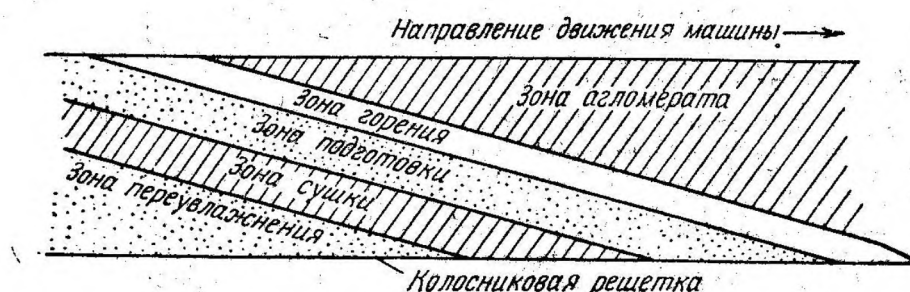 Направление движения машины
Зона агломерата
Зона горения
Зона подготовки
Зона сушки
Зона переувлажнения
Колосниковая решетка